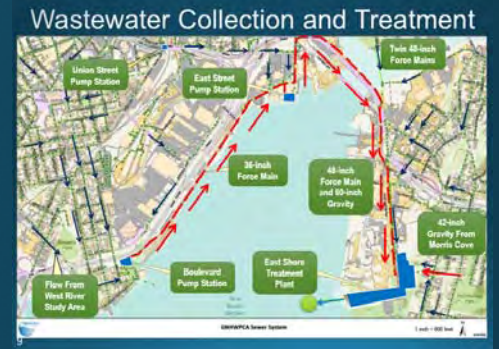 Wastewater Collection and Treatment
Twin 48-inch
Force Mains
Union Street
Pump Station
East Street
Pump Station
36-inch
Force Main
48-inch
Force Main
and 60-inch
Gravity
42-inch
Gravity From
Morris Cove
Flow From
West River
Study Area
Boulevard
Pump Station
East Shore
Treatment
Plant
GNHWPCA Sewer System
1 inch = 800 feet
9